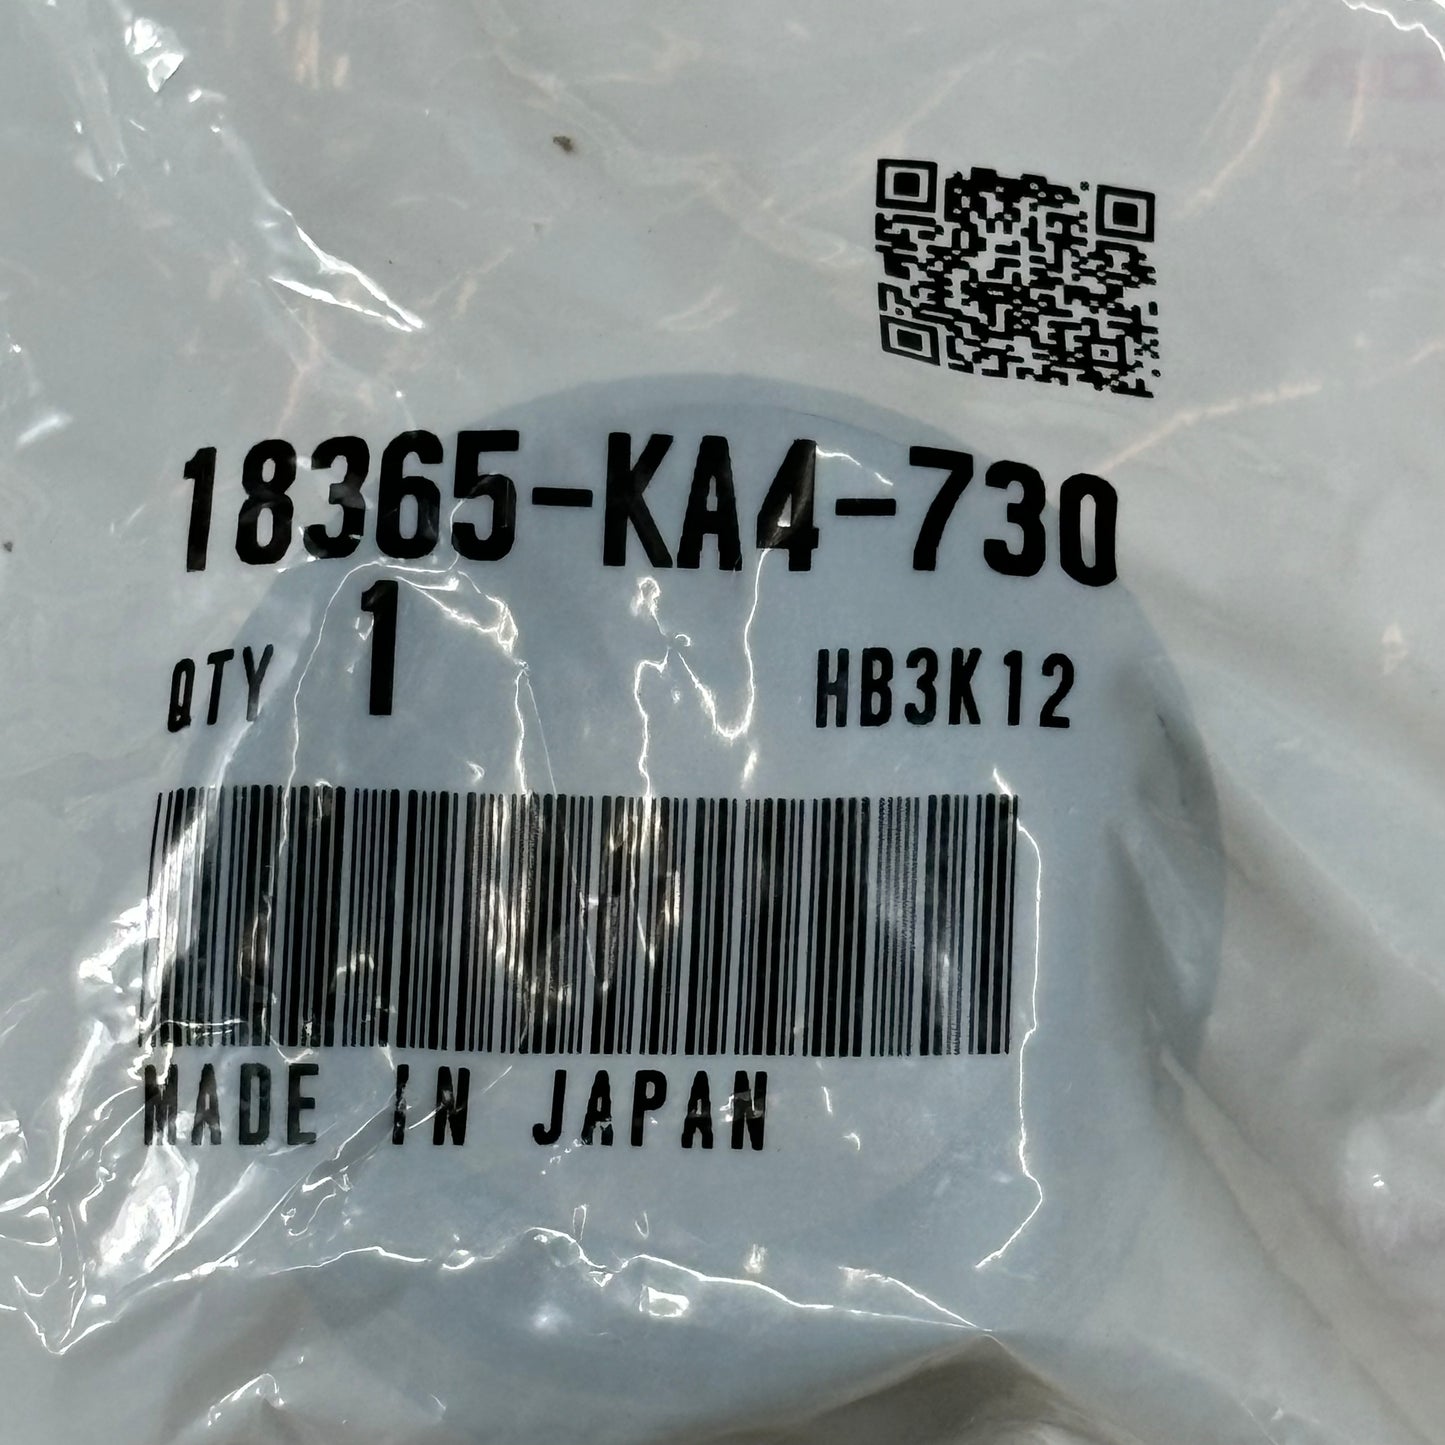 18365-KA4-730
QTY 1 HB3K12
MADE IN JAPAN